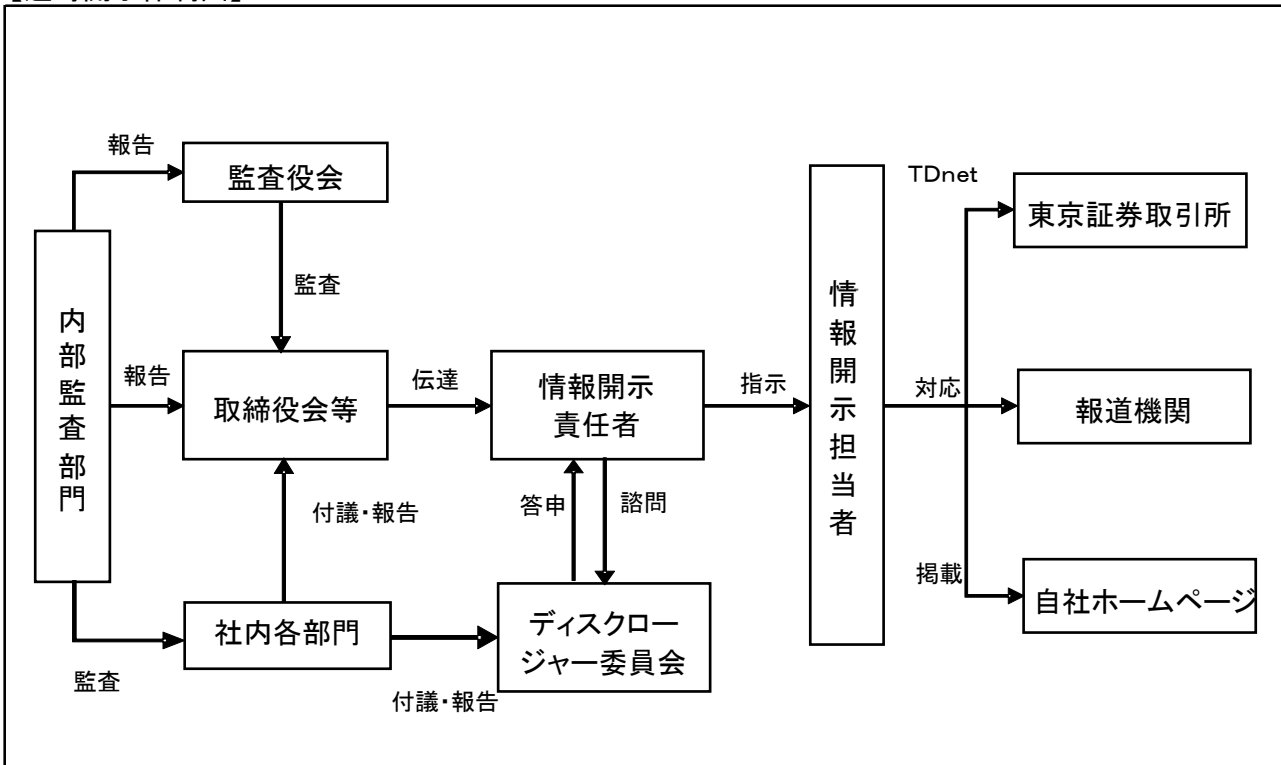 報告
監査役会
TDnet
東京証券取引所
監査
内部監査部門
報告
取締役会等
伝達
情報開示
責任者
指示
情報開示担当者
対応
報道機関
付議・報告
答申
諮問
掲載
自社ホームページ
社内各部門
ディスクロー
ジャー委員会
監査
付議・報告